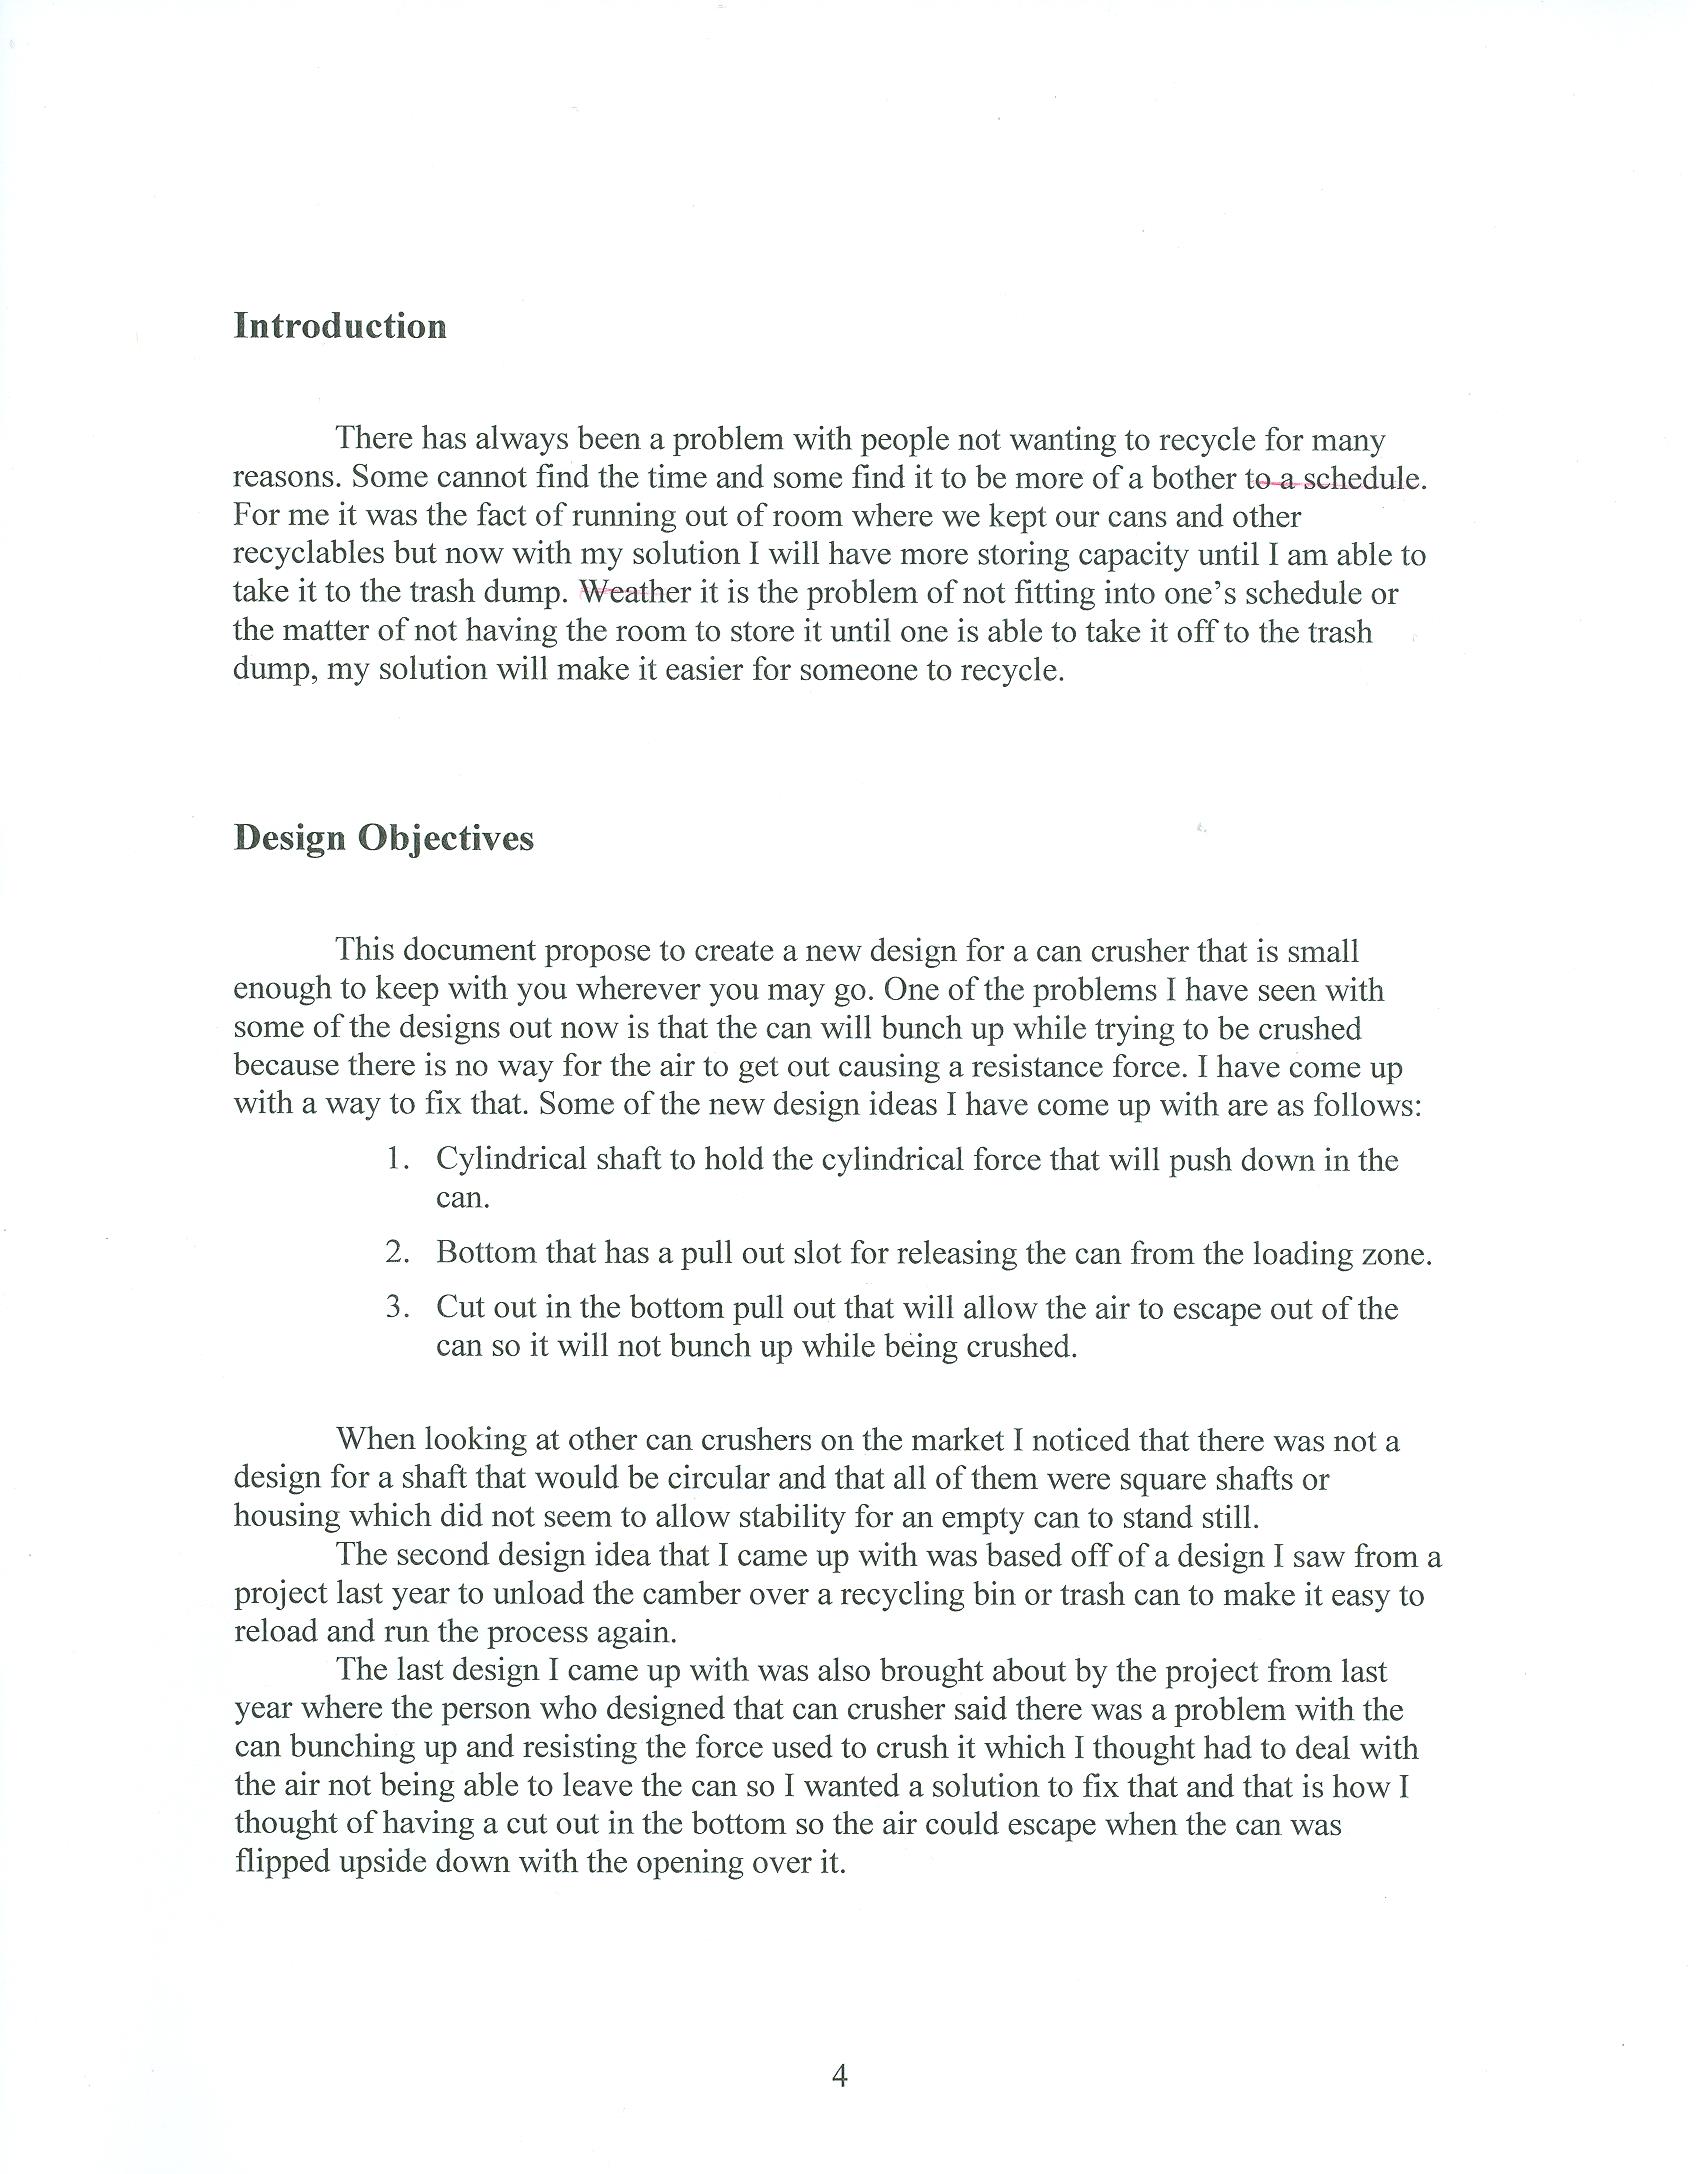 Introduction
There has always been a problem with people not wanting to recycle for many
reasons. Some cannot find the time and some find it to be more of a bother to a schedule.
For me it was the fact of running out of room where we kept our cans and other
recyclables but now with my solution I will have more storing capacity until I am able to
take it to the trash dump. Weather it is the problem of not fitting into one's schedule or
the matter of not having the room to store it until one is able to take it off to the trash
dump, my solution will make it easier for someone to recycle.
Design Objectives
This document propose to create a new design for a can crusher that is small
enough to keep with you wherever you may go. One of the problems I have seen with
some of the designs out now is that the can will bunch up while trying to be crushed
because there is no way for the air to get out causing a resistance force. I have come up
with a way to fix that. Some of the new design ideas I have come up with are as follows:
1. Cylindrical shaft to hold the cylindrical force that will push down in the
can.
2. Bottom that has a pull out slot for releasing the can from the loading zone.
3. Cut out in the bottom pull out that will allow the air to escape out of the
can so it will not bunch up while being crushed.
When looking at other can crushers on the market I noticed that there was not a
design for a shaft that would be circular and that all of them were square shafts or
housing which did not seem to allow stability for an empty can to stand still.
The second design idea that I came up with was based off of a design I saw from a
project last year to unload the camber over a recycling bin or trash can to make it easy to
reload and run the process again.
The last design I came up with was also brought about by the project from last
year where the person who designed that can crusher said there was a problem with the
can bunching up and resisting the force used to crush it which I thought had to deal with
the air not being able to leave the can so I wanted a solution to fix that and that is how I
thought of having a cut out in the bottom so the air could escape when the can was
flipped upside down with the opening over it.
4